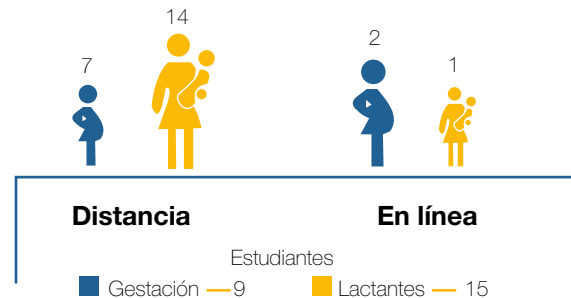 14
7
2
1
Distancia En línea
Estudiantes
Gestación — 9 Lactantes — 15